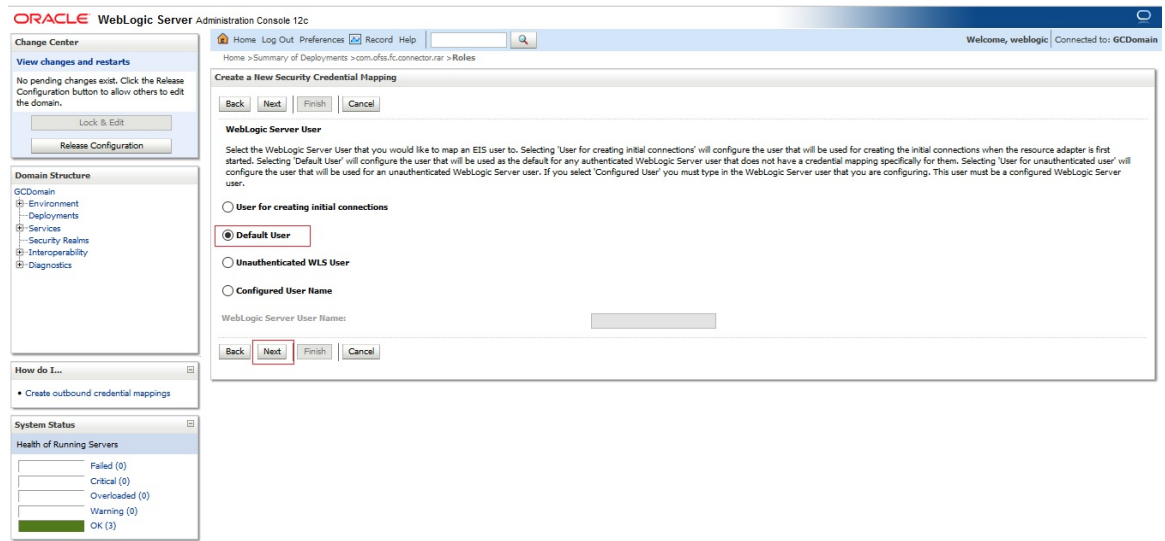 ORACLE WebLogic Server Administration Console 12c
Change Center
View changes and restarts
No pending changes exist. Click the Release
Configuration button to allow others to edit
the domain.
Lock & Edit
Release Configuration
Domain Structure
GCDomain
Environment
Deployments
Services
Security Realms
Interoperability
Diagnostics
How do I...
Create outbound credential mappings
System Status
Health of Running Servers
Failed (0)
Critical (0)
Overloaded (0)
Warning (0)
OK (3)
Home Log Out Preferences Record Help
Welcome, weblogic Connected to: GCDomain
Home >Summary of Deployments >com.ofss.fc.connector.rar >Roles
Create a New Security Credential Mapping
Back Next Finish Cancel
WebLogic Server User
Select the WebLogic Server User that you would like to map an EIS user to. Selecting 'User for creating initial connections' will configure the user that will be used for creating the initial connections when the resource adapter is first
started. Selecting 'Default User' will configure the user that will be used as the default for any authenticated WebLogic Server user that does not have a credential mapping specifically for them. Selecting 'User for unauthenticated user' will
configure the user that will be used for an unauthenticated WebLogic Server user. If you select 'Configured User' you must type in the WebLogic Server user that you are configuring. This user must be a configured WebLogic Server
user.
User for creating initial connections
Default User
Unauthenticated WLS User
Configured User Name
WebLogic Server User Name:
Back Next Finish Cancel